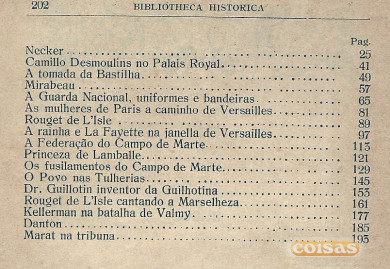 202 BIBLIOTHECA HISTORICA
Pag.
Necker 25
Camillo Desmoulins no Palais Royal. 41
A tomada da Bastilha. 49
Mirabeau 57
A Guarda Nacional, uniformes e bandeiras 65
As mulheres de Paris a caminho de Versailles 81
Rouget de L'Isle 89
A rainha e La Fayette na janella de Versailles 97
A Federação do Campo de Marte 113
Princeza de Lamballe. 121
Os fusilamentos do Campo de Marte. 129
O Povo nas Tulherias 145
Dr. Guillotin inventor da Guilhotina 153
Rouget de L'Isle cantando a Marselheza. 161
Kellerman na batalha de Valmy. 177
Danton 185
Marat na tribuna 193
coisas